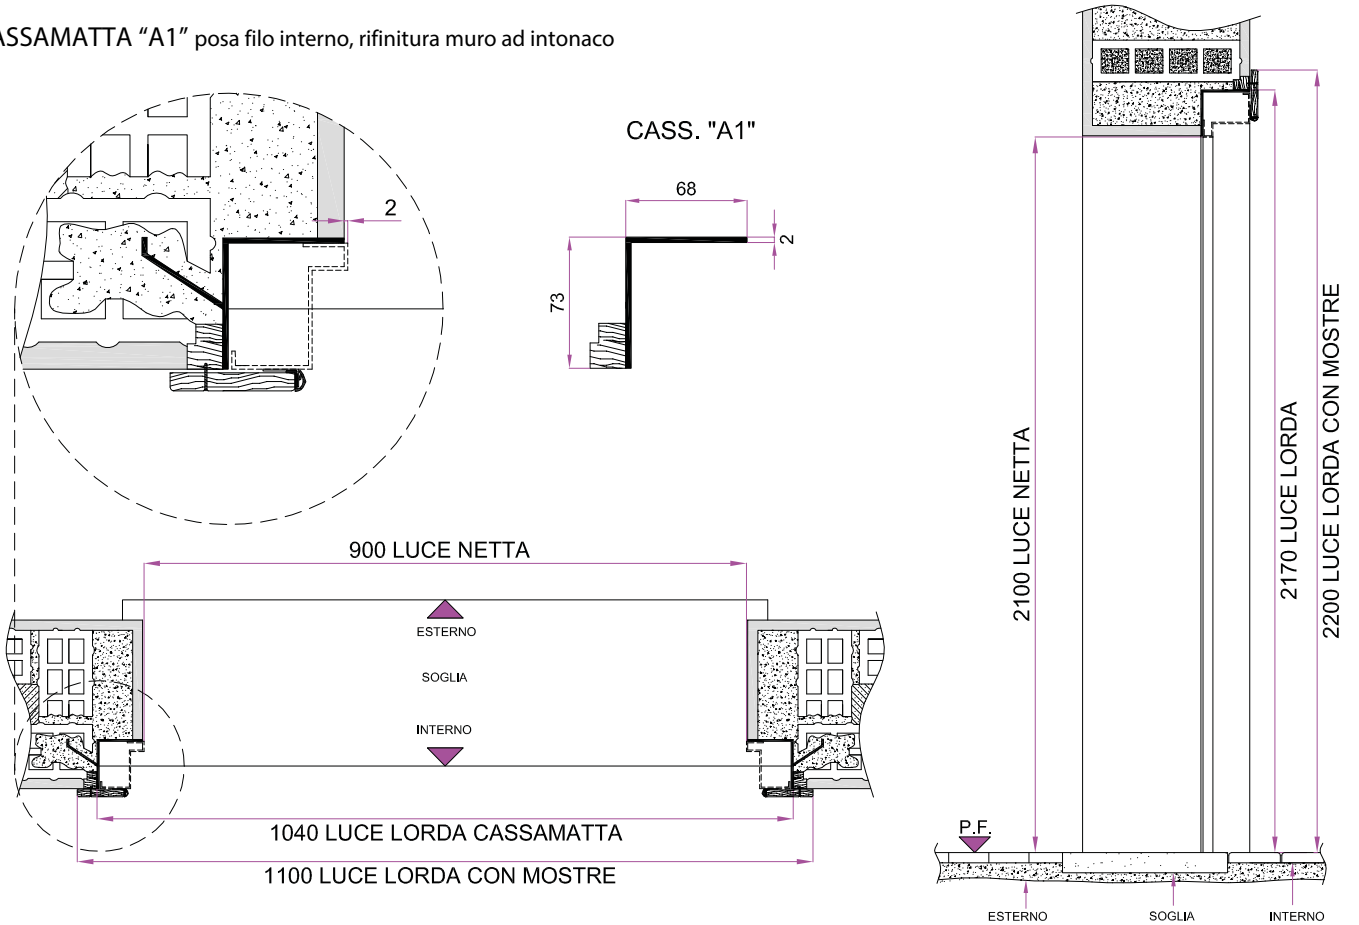 ASSAMATTA “A1” posa filo interno, rifinitura muro ad intonaco
CASS. "A1"
68
2
2
73
900 LUCE NETTA
ESTERNO
SOGLIA
INTERNO
1040 LUCE LORDA CASSAMATTA
1100 LUCE LORDA CON MOSTRE
2100 LUCE NETTA
2170 LUCE LORDA
2200 LUCE LORDA CON MOSTRE
P.F.
ESTERNO
SOGLIA
INTERNO